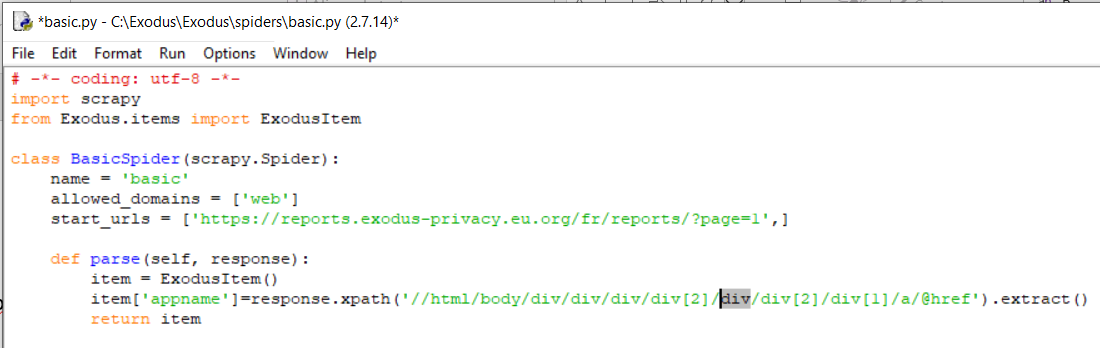 *basic.py - C:\Exodus\Exodus\spiders\basic.py (2.7.14)*
File Edit Format Run Options Window Help
# -*- coding: utf-8 -*-
import scrapy
from Exodus.items import ExodusItem
class BasicSpider(scrapy.Spider):
    name = 'basic'
    allowed_domains = ['web']
    start_urls = ['https://reports.exodus-privacy.eu.org/fr/reports/?page=1',]
    def parse(self, response):
        item = ExodusItem()
        item['appname']=response.xpath('//html/body/div/div/div/div[2]/div/div[2]/div[1]/a/@href').extract()
        return item